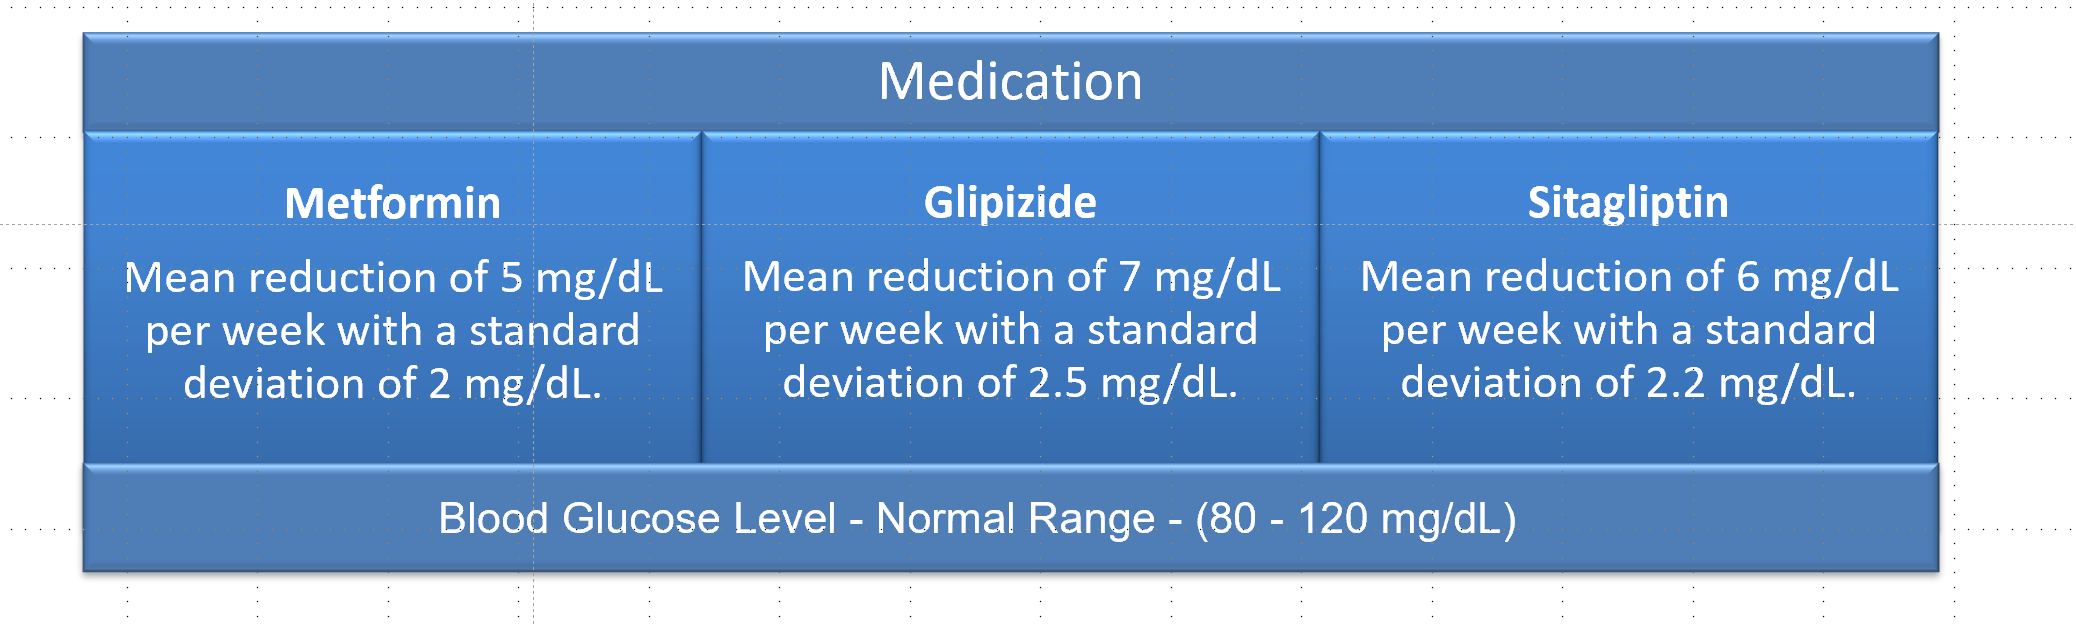 Medication
Metformin
Mean reduction of 5 mg/dL
per week with a standard
deviation of 2 mg/dL.
Glipizide
Mean reduction of 7 mg/dL
per week with a standard
deviation of 2.5 mg/dL.
Sitagliptin
Mean reduction of 6 mg/dL
per week with a standard
deviation of 2.2 mg/dL.
Blood Glucose Level - Normal Range - (80 - 120 mg/dL)